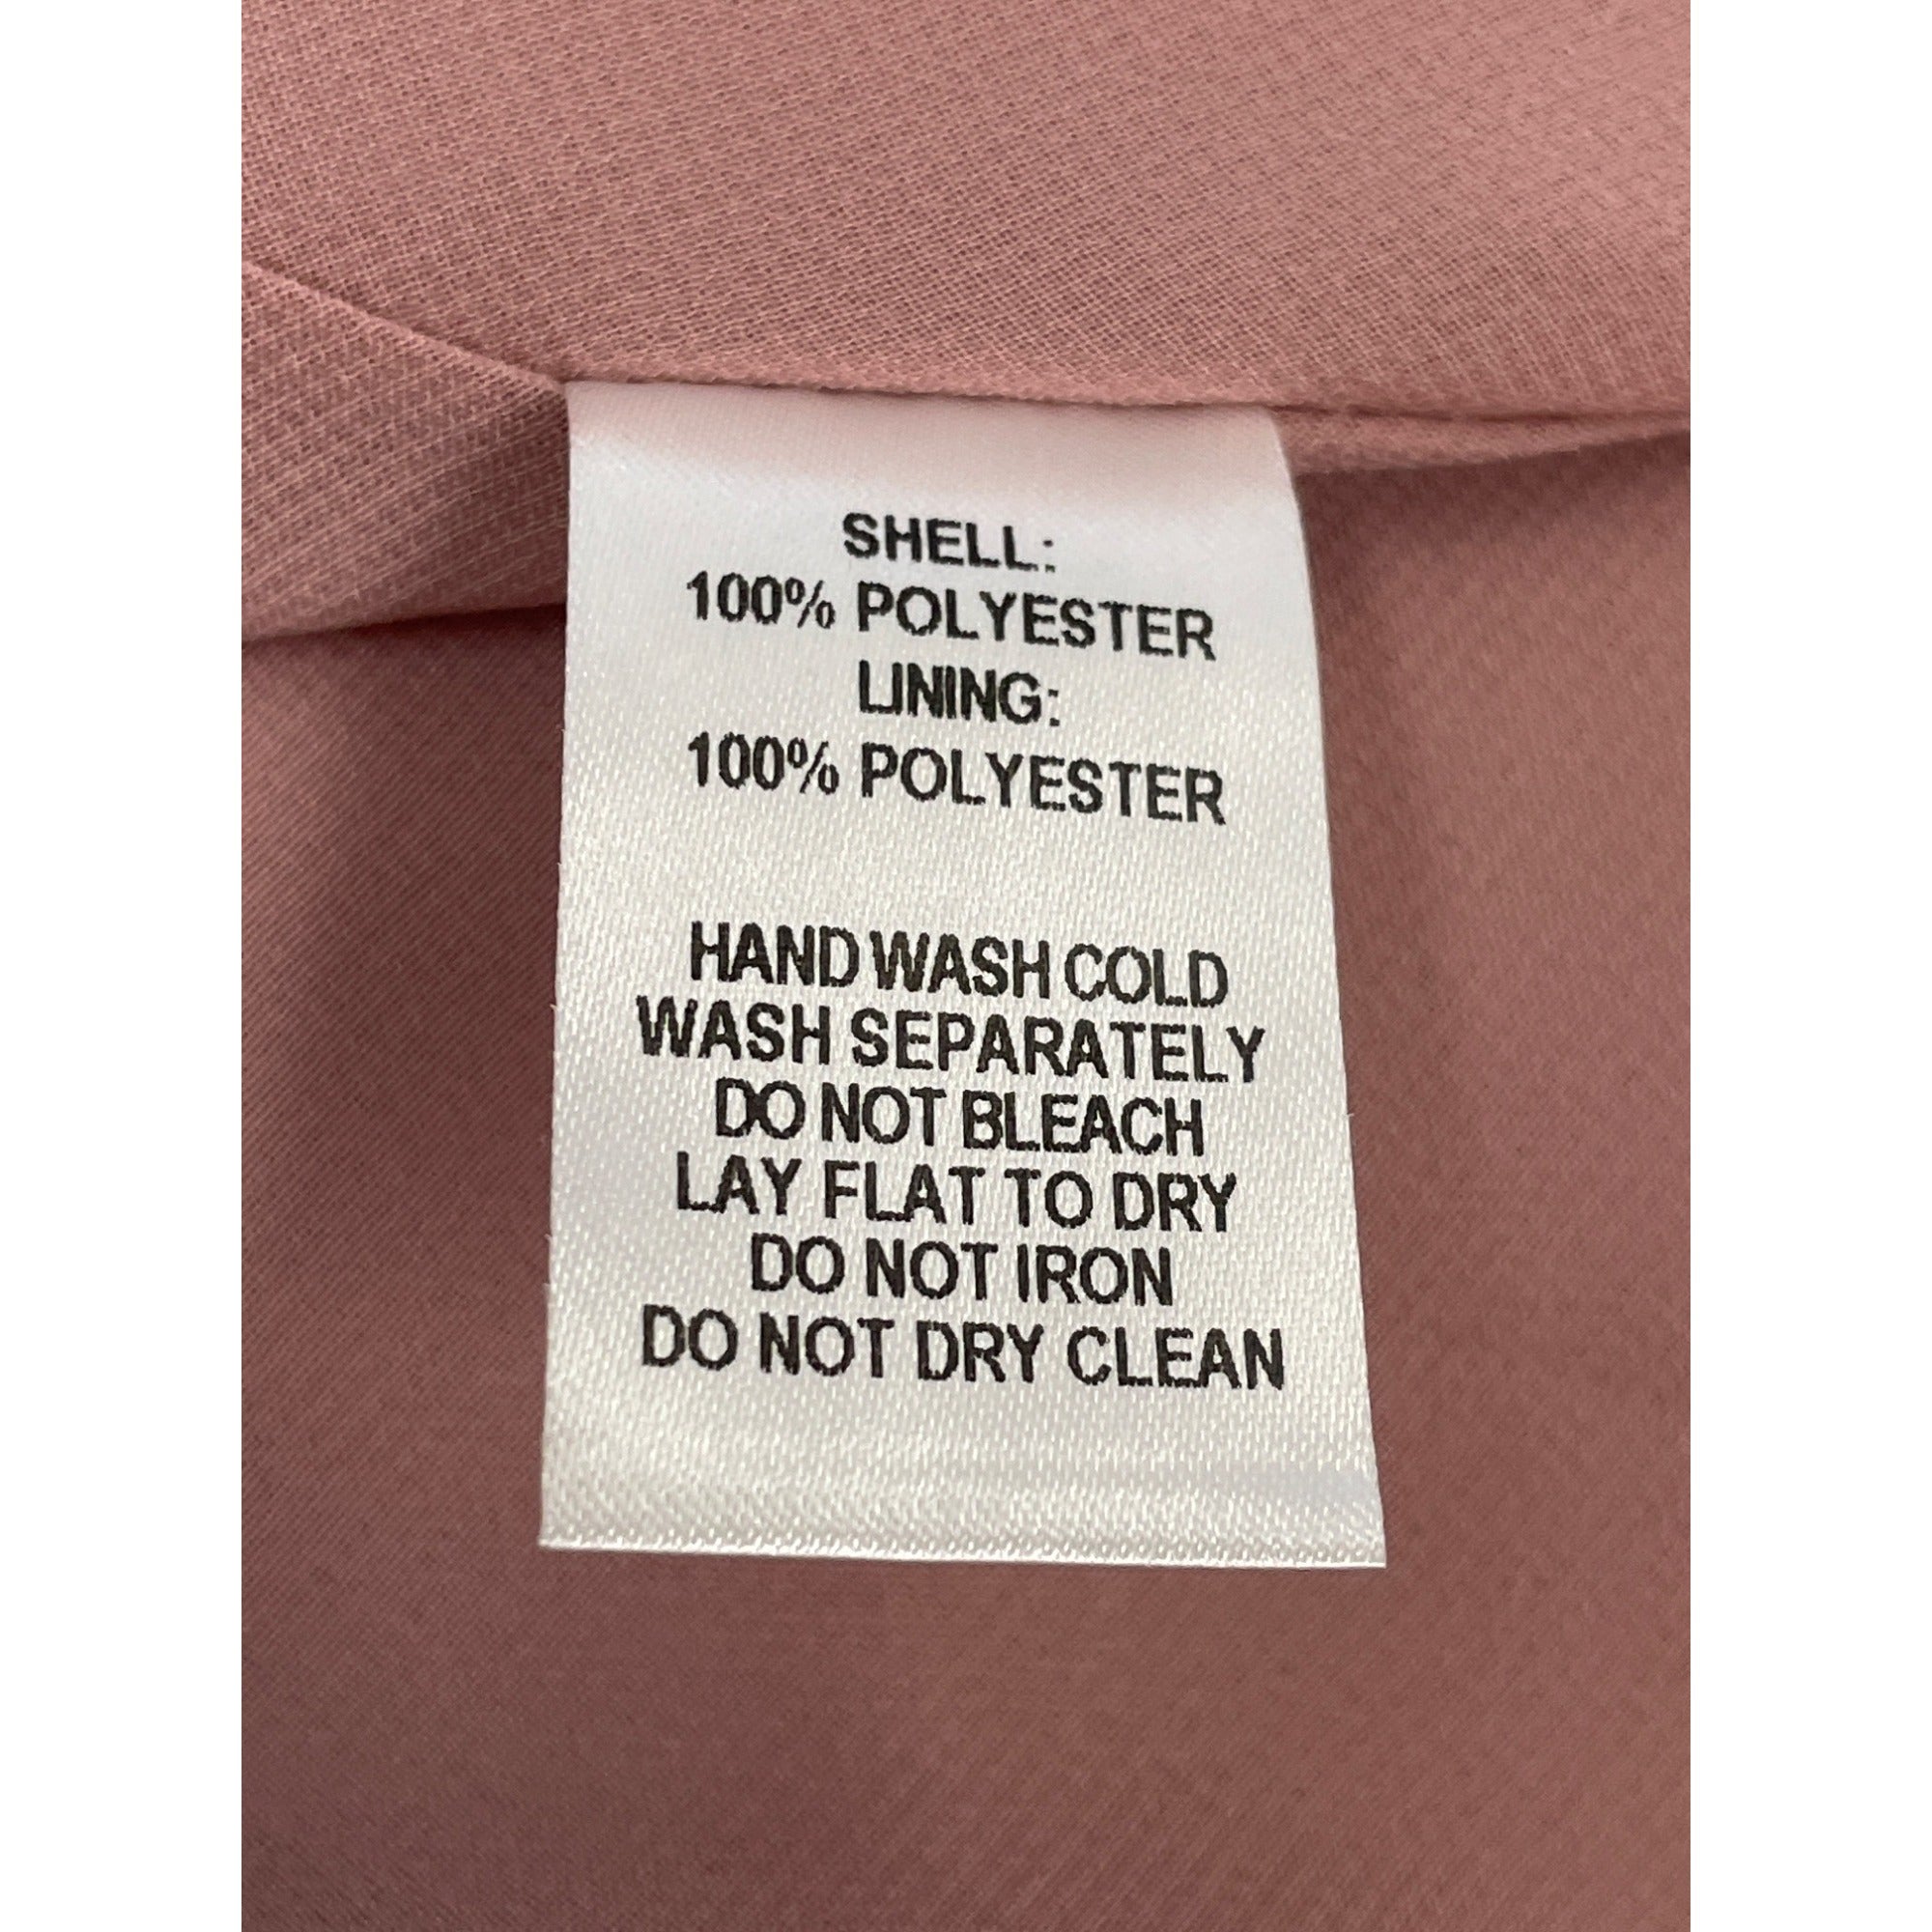 SHELL:
100% POLYESTER
LINING:
100% POLYESTER
HAND WASH COLD
WASH SEPARATELY
DO NOT BLEACH
LAY FLAT TO DRY
DO NOT IRON
DO NOT DRY CLEAN